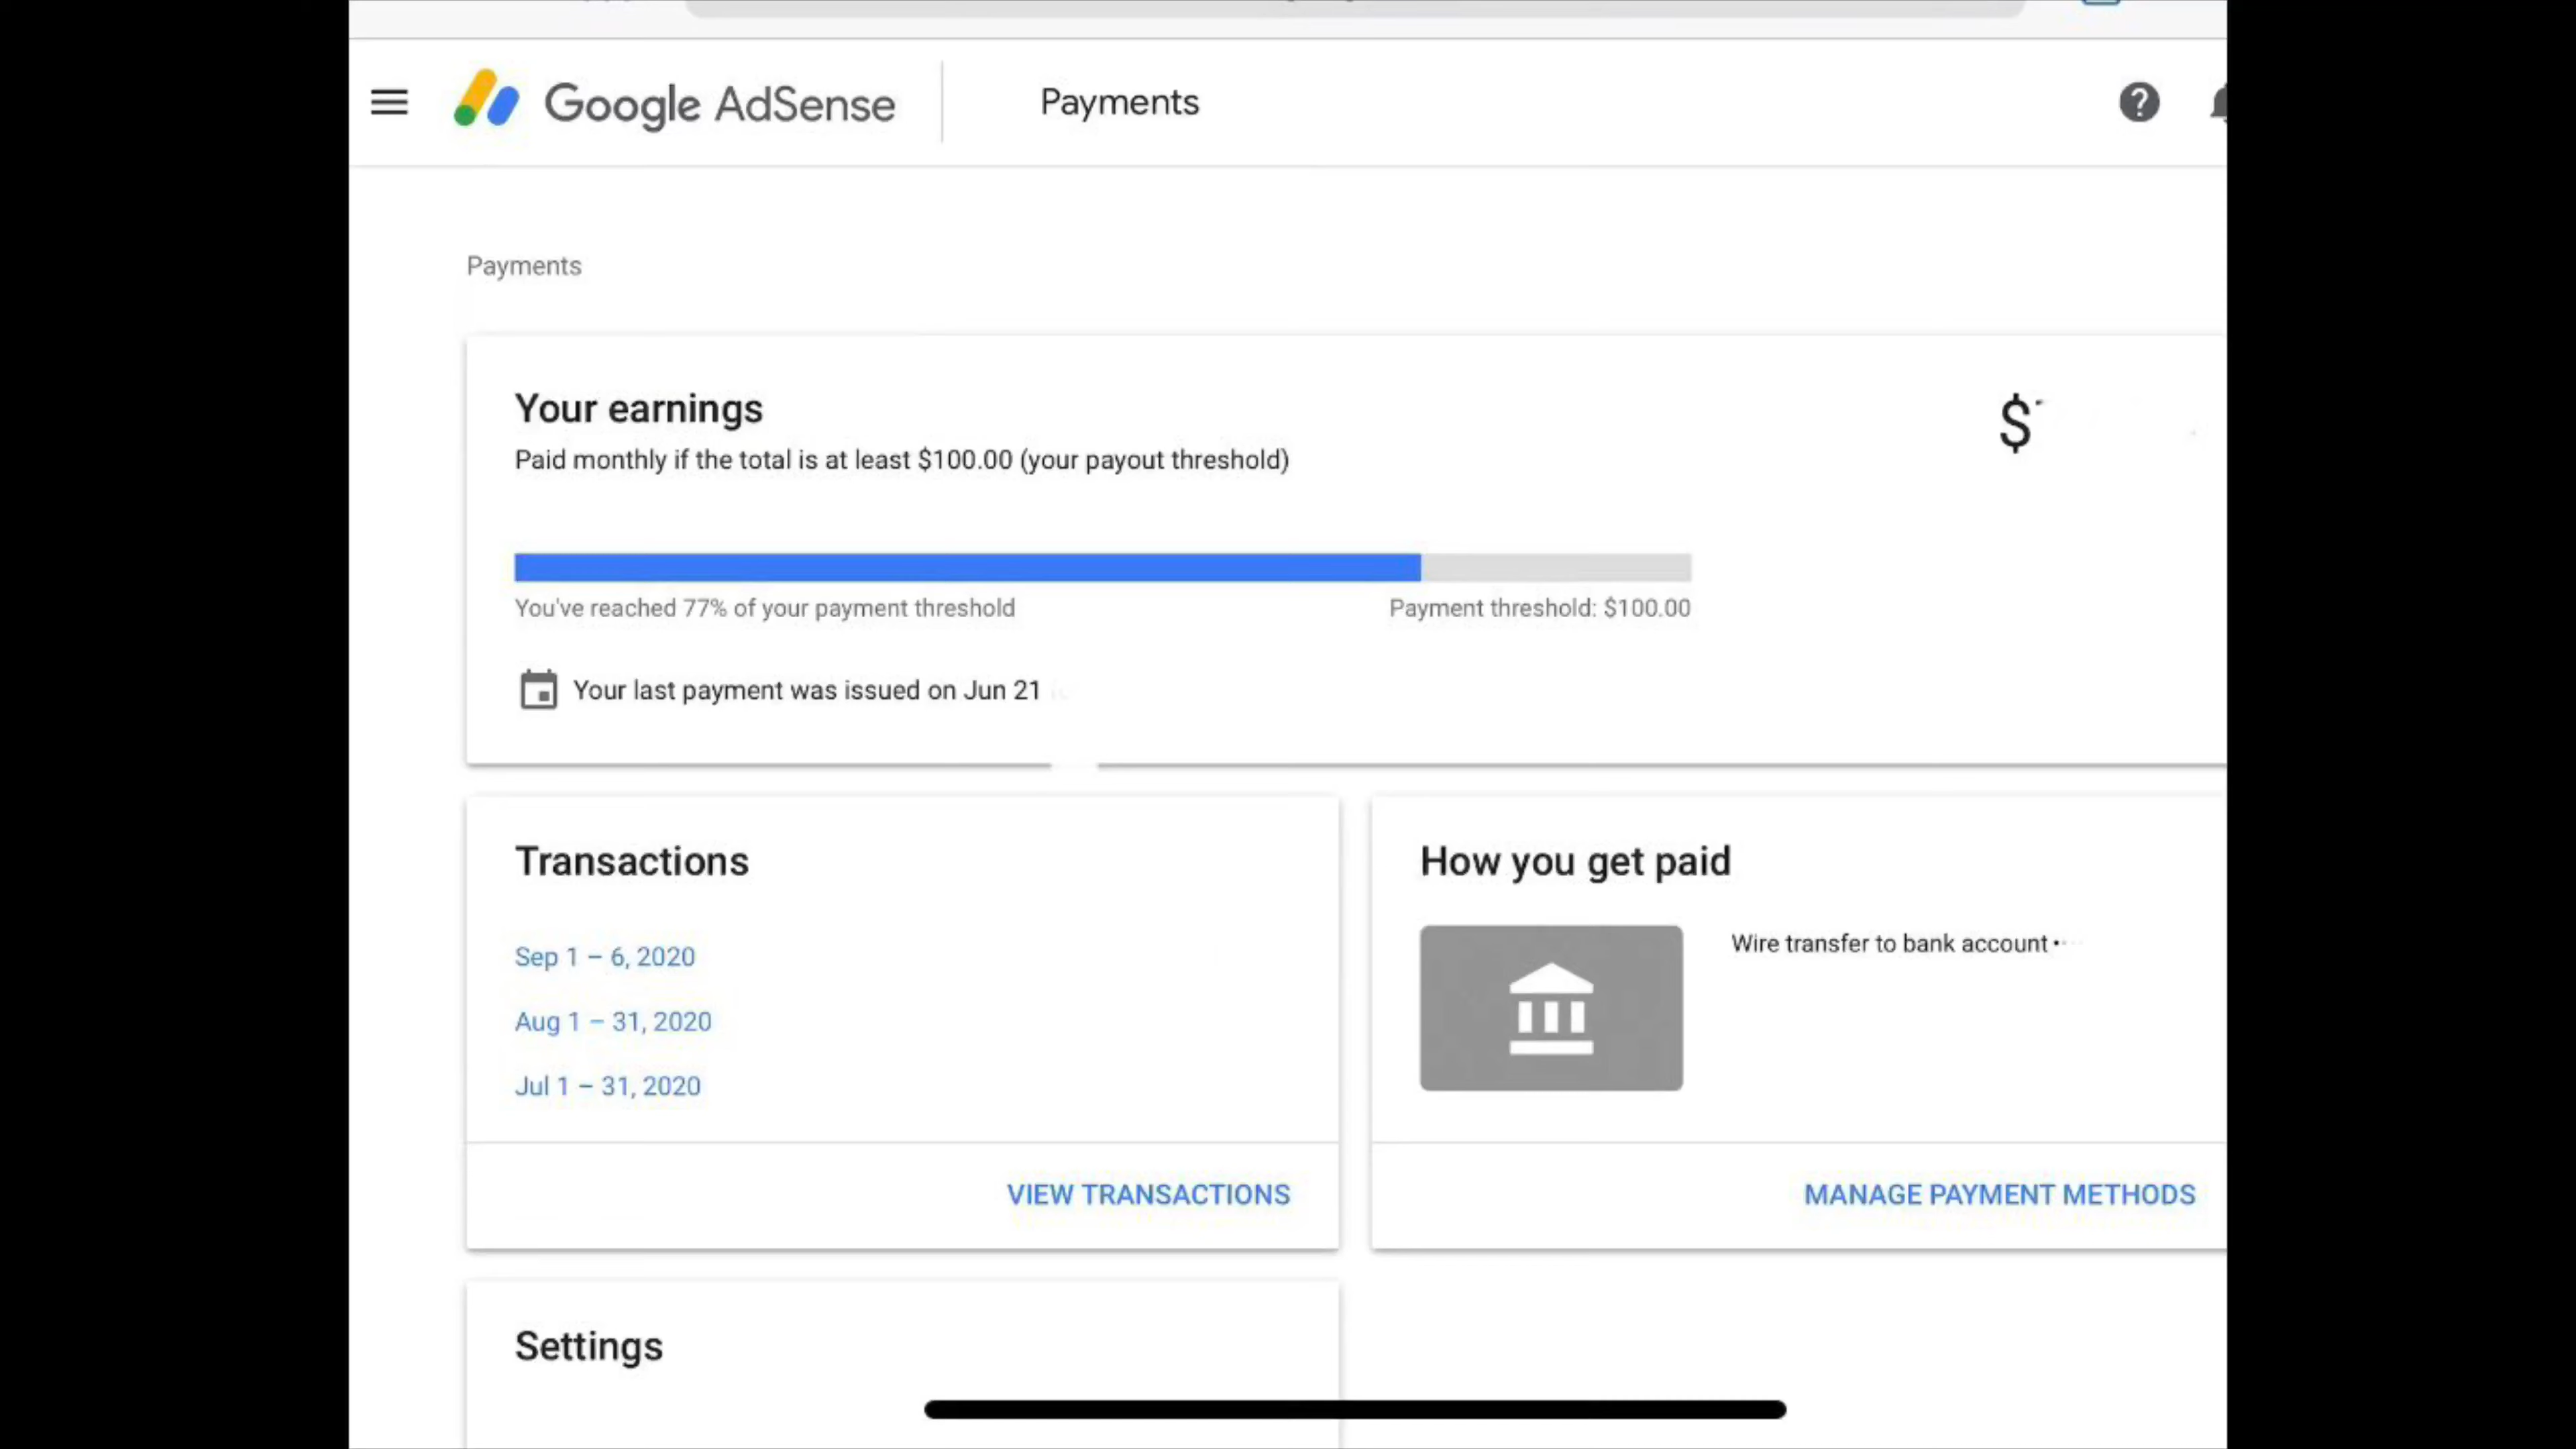 Google AdSense
Payments
Payments
Your earnings
$
Paid monthly if the total is at least $100.00 (your payout threshold)
You've reached 77% of your payment threshold
Payment threshold: $100.00
Your last payment was issued on Jun 21
Transactions
Sep 1 – 6, 2020
Aug 1 – 31, 2020
Jul 1 – 31, 2020
VIEW TRANSACTIONS
How you get paid
Wire transfer to bank account •
MANAGE PAYMENT METHODS
Settings